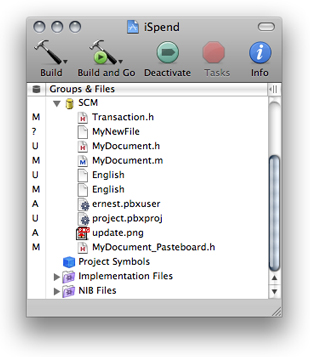 iSpend
Build Build and Go Deactivate Tasks Info
Groups & Files
SCM
M Transaction.h
? MyNewFile
U MyDocument.h
M MyDocument.m
U English
M English
A ernest.pbxuser
U project.pbxproj
A update.png
M MyDocument_Pasteboard.h
Project Symbols
Implementation Files
NIB Files